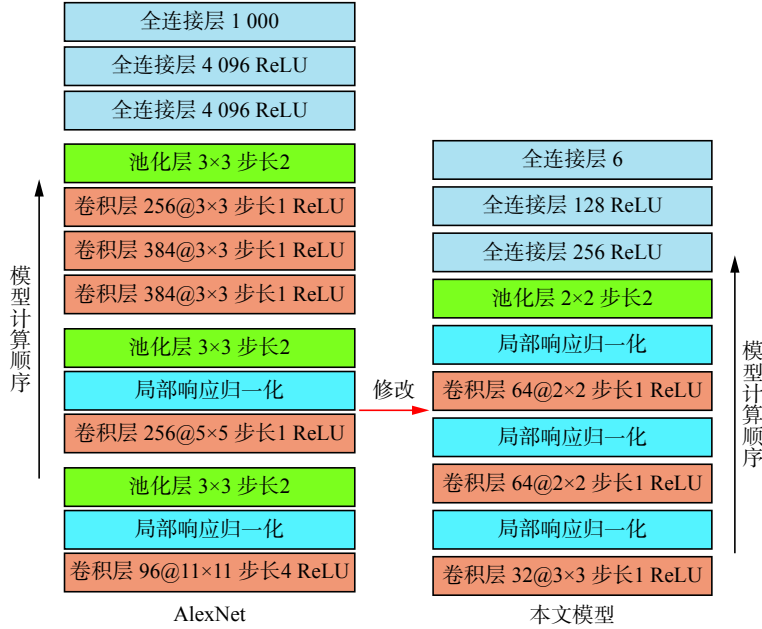 全连接层 1 000
全连接层 4 096 ReLU
全连接层 4 096 ReLU
池化层 3×3 步长2
卷积层 256@3×3 步长1 ReLU
卷积层 384@3×3 步长1 ReLU
卷积层 384@3×3 步长1 ReLU
池化层 3×3 步长2
局部响应归一化
卷积层 256@5×5 步长1 ReLU
池化层 3×3 步长2
局部响应归一化
卷积层 96@11×11 步长4 ReLU
AlexNet
模型计算顺序
修改
全连接层 6
全连接层 128 ReLU
全连接层 256 ReLU
池化层 2×2 步长2
局部响应归一化
卷积层 64@2×2 步长1 ReLU
局部响应归一化
卷积层 64@2×2 步长1 ReLU
局部响应归一化
卷积层 32@3×3 步长1 ReLU
本文模型
模型计算顺序